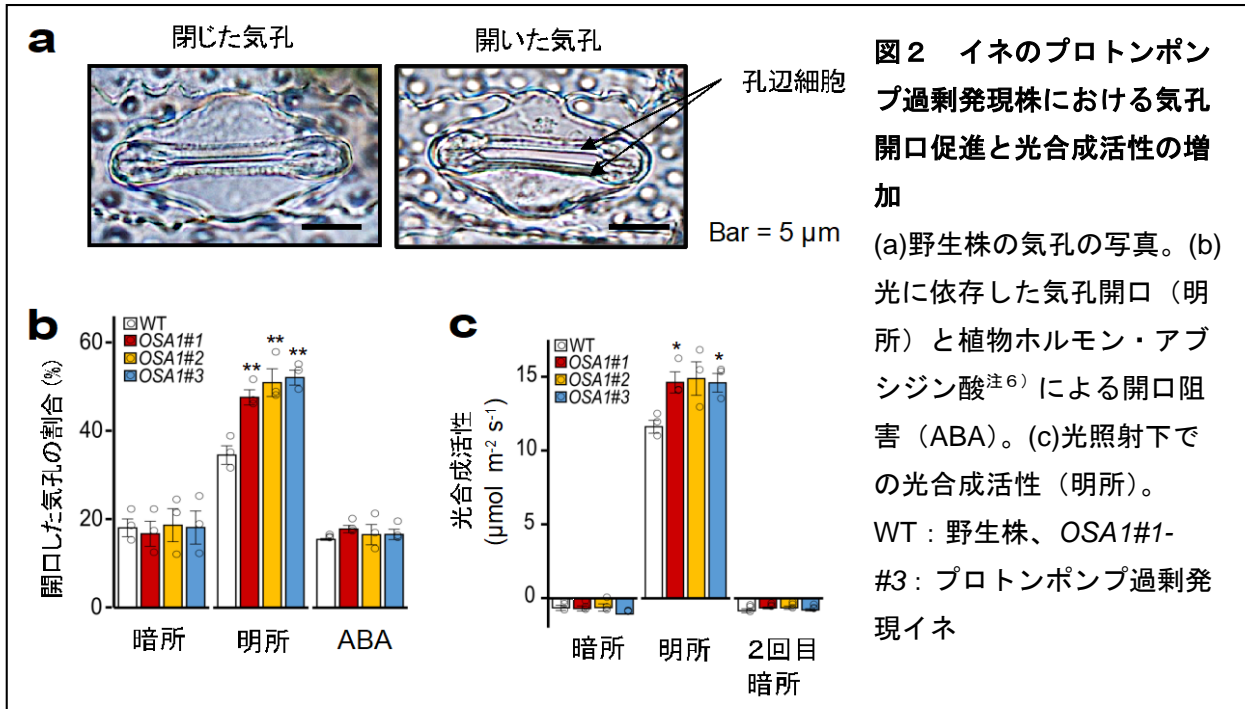 a
閉じた気孔
開いた気孔
孔辺細胞
Bar = 5 µm
b
WT
OSA1#1
OSA1#2
OSA1#3
開口した気孔の割合 (%)
60
40
20
0
**
**
**
暗所
明所
ABA
c
WT
OSA1#1
OSA1#2
OSA1#3
光合成活性
(µmol m⁻² s⁻¹)
15
10
5
0
*
*
暗所
明所
2回目
暗所
図2 イネのプロトンポン
プ過剰発現株における気孔
開口促進と光合成活性の増
加
(a)野生株の気孔の写真。(b)
光に依存した気孔開口(明
所)と植物ホルモン・アブ
シジン酸注6)による開口阻
害(ABA)。(c)光照射下で
の光合成活性(明所)。
WT:野生株、OSA1#1-
#3:プロトンポンプ過剰発
現イネ